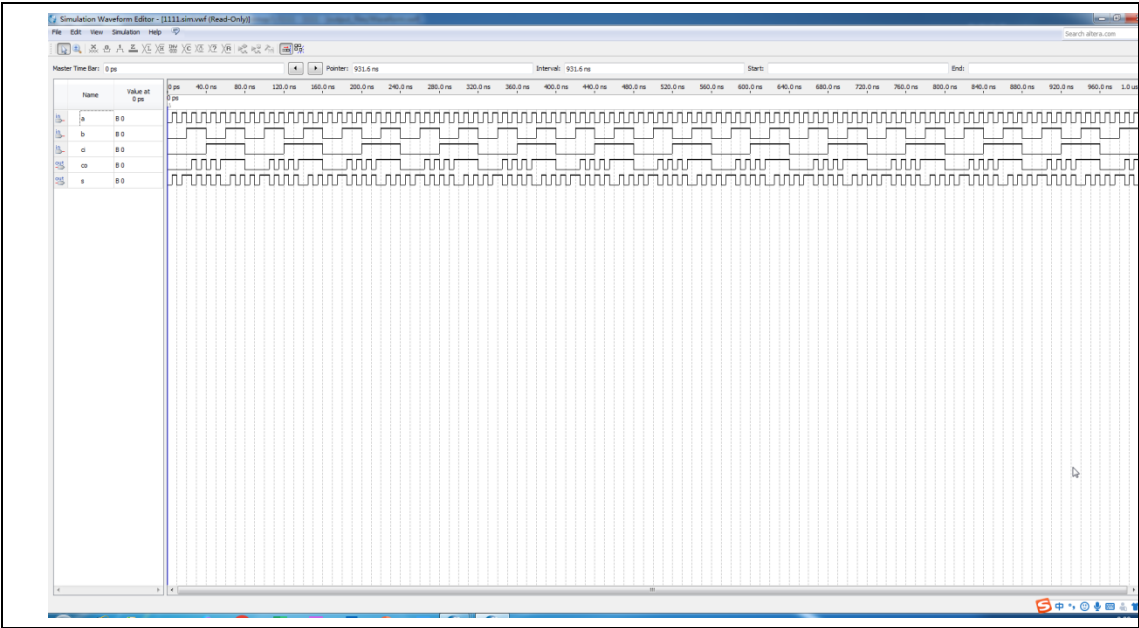 Simulation Waveform Editor - [1111.sim.vwf (Read-Only)]
File Edit View Simulation Help
Search altera.com
Master Time Bar: 0 ps Pointer: 931.6 ns Interval: 931.6 ns Start: End:
Name Value at 0 ps
0 ps 40.0 ns 80.0 ns 120.0 ns 160.0 ns 200.0 ns 240.0 ns 280.0 ns 320.0 ns 360.0 ns 400.0 ns 440.0 ns 480.0 ns 520.0 ns 560.0 ns 600.0 ns 640.0 ns 680.0 ns 720.0 ns 760.0 ns 800.0 ns 840.0 ns 880.0 ns 920.0 ns 960.0 ns 1.0 us
0 ps
a B 0
b B 0
ci B 0
co B 0
s B 0
中